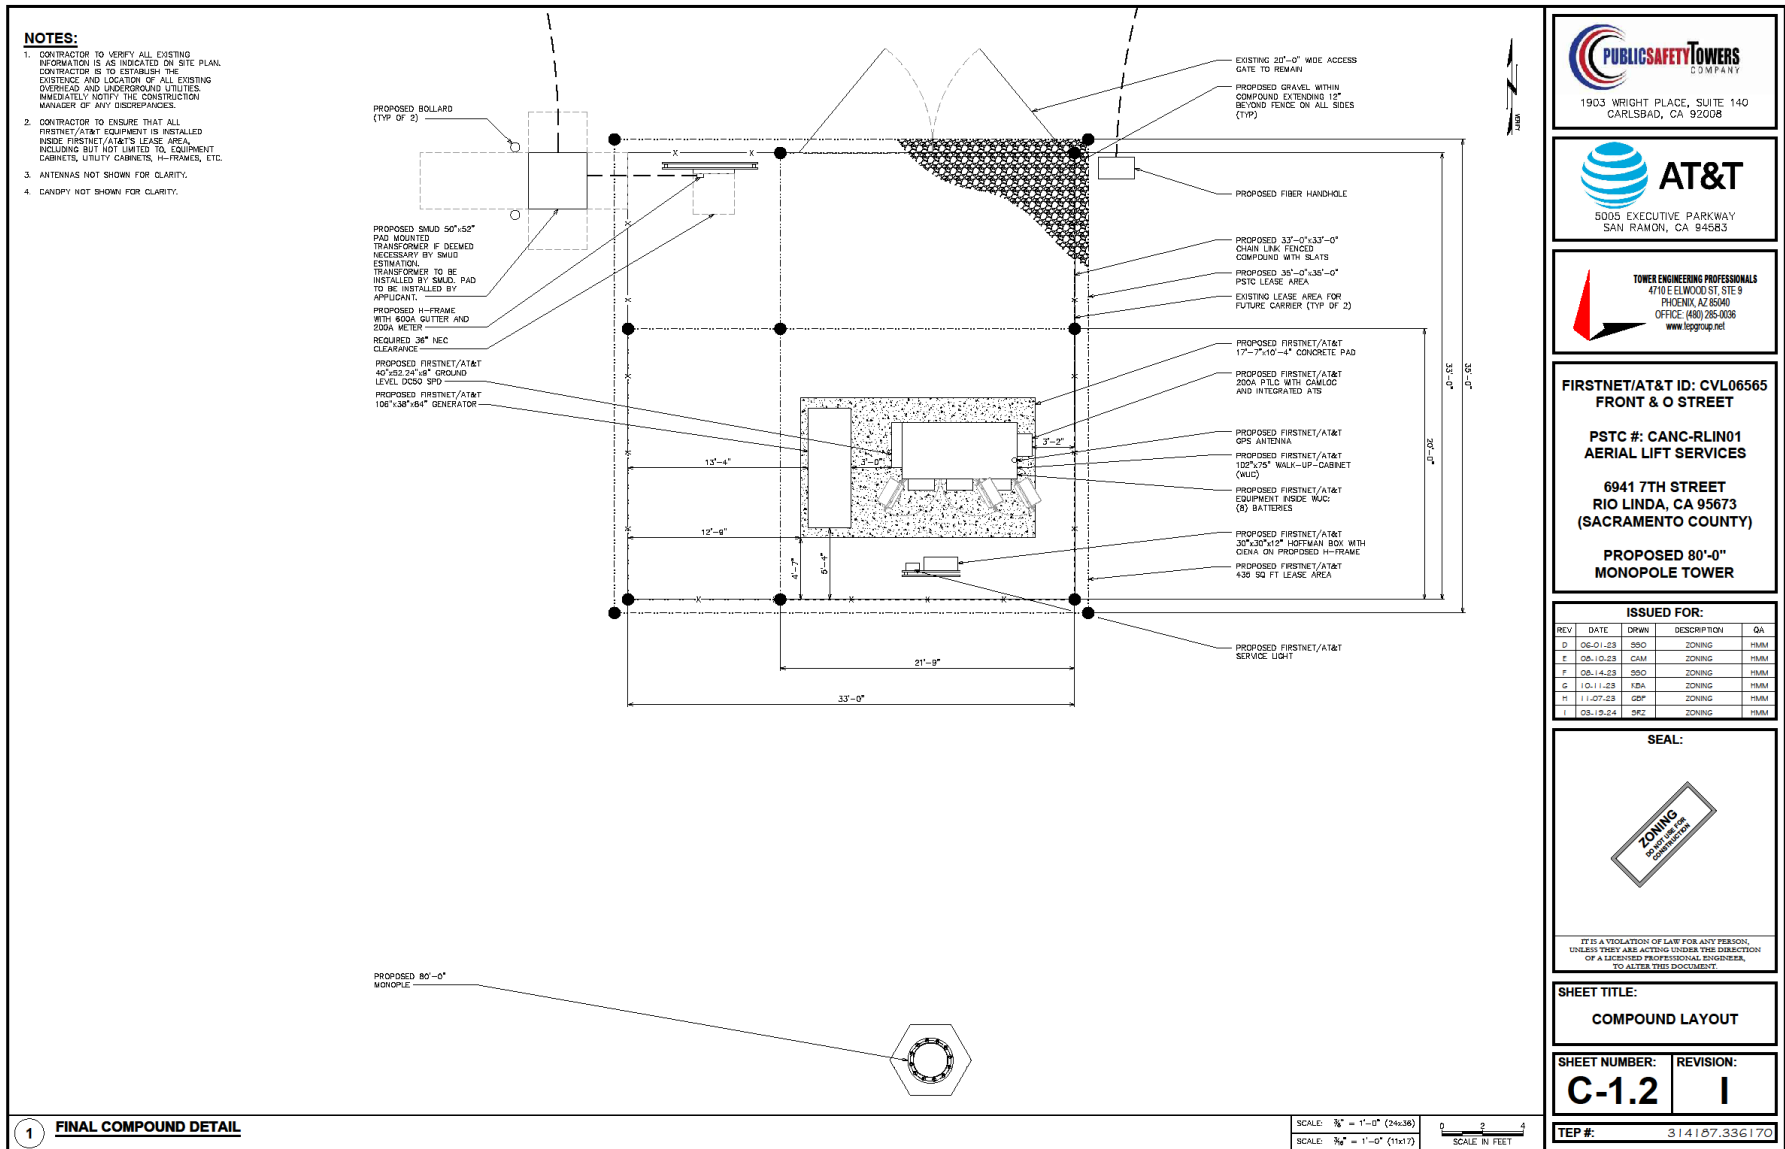 NOTES:
1. CONTRACTOR TO VERIFY ALL EXISTING
INFORMATION IS AS INDICATED ON SITE PLAN.
CONTRACTOR IS TO ESTABLISH THE
EXISTENCE AND LOCATION OF ALL EXISTING
OVERHEAD AND UNDERGROUND UTILITIES.
IMMEDIATELY NOTIFY THE CONSTRUCTION
MANAGER OF ANY DISCREPANCIES.
2. CONTRACTOR TO ENSURE THAT ALL
FIRSTNET/AT&T EQUIPMENT IS INSTALLED
INSIDE FIRSTNET/AT&T'S LEASE AREA,
INCLUDING BUT NOT LIMITED TO, EQUIPMENT
CABINETS, UTILITY CABINETS, H-FRAMES, ETC.
3. ANTENNAS NOT SHOWN FOR CLARITY.
4. CANOPY NOT SHOWN FOR CLARITY.
PROPOSED BOLLARD
(TYP OF 2)
PROPOSED SMUD 50"x52"
PAD MOUNTED
TRANSFORMER IF DEEMED
NECESSARY BY SMUD
ESTIMATION.
TRANSFORMER TO BE
INSTALLED BY SMUD. PAD
TO BE INSTALLED BY
APPLICANT.
PROPOSED H-FRAME
WITH 600A GUTTER AND
200A METER
REQUIRED 36" NEC
CLEARANCE
PROPOSED FIRSTNET/AT&T
40"x52.24"x8" GROUND
LEVEL DC50 SPD
PROPOSED FIRSTNET/AT&T
106"x38"x84" GENERATOR
EXISTING 20'-0" WIDE ACCESS
GATE TO REMAIN
PROPOSED GRAVEL WITHIN
COMPOUND EXTENDING 12"
BEYOND FENCE ON ALL SIDES
(TYP)
PROPOSED FIBER HANDHOLE
PROPOSED 33'-0"x33'-0"
CHAIN LINK FENCED
COMPOUND WITH SLATS
PROPOSED 35'-0"x35'-0"
PSTC LEASE AREA
EXISTING LEASE AREA FOR
FUTURE CARRIER (TYP OF 2)
PROPOSED FIRSTNET/AT&T
17'-7"x10'-4" CONCRETE PAD
PROPOSED FIRSTNET/AT&T
200A PTLC WITH CAMLOC
AND INTEGRATED ATS
PROPOSED FIRSTNET/AT&T
GPS ANTENNA
PROPOSED FIRSTNET/AT&T
102"x75" WALK-UP-CABINET
(WUC)
PROPOSED FIRSTNET/AT&T
EQUIPMENT INSIDE WUC:
(8) BATTERIES
PROPOSED FIRSTNET/AT&T
30"x30"x12" HOFFMAN BOX WITH
CIENA ON PROPOSED H-FRAME
PROPOSED FIRSTNET/AT&T
436 SQ FT LEASE AREA
PROPOSED FIRSTNET/AT&T
SERVICE LIGHT
13'-4"
3'-0"
3'-2"
12'-9"
4'-7"
5'-4"
20'-0"
33'-0"
35'-0"
21'-9"
33'-0"
X X X X X X X X X X X X X
N
VERIFY
PROPOSED 80'-0"
MONOPLE
1
FINAL COMPOUND DETAIL
SCALE: 3/8" = 1'-0" (24x36)
SCALE: 3/16" = 1'-0" (11x17)
0 2 4
SCALE IN FEET
PUBLICSAFETYTOWERS
COMPANY
1903 WRIGHT PLACE, SUITE 140
CARLSBAD, CA 92008
AT&T
5005 EXECUTIVE PARKWAY
SAN RAMON, CA 94583
TOWER ENGINEERING PROFESSIONALS
4710 E ELWOOD ST, STE 9
PHOENIX, AZ 85040
OFFICE: (480) 285-0036
www.tepgroup.net
FIRSTNET/AT&T ID: CVL06565
FRONT & O STREET
PSTC #: CANC-RLIN01
AERIAL LIFT SERVICES
6941 7TH STREET
RIO LINDA, CA 95673
(SACRAMENTO COUNTY)
PROPOSED 80'-0"
MONOPOLE TOWER
ISSUED FOR:
REV DATE DRWN DESCRIPTION QA
D 06-01-23 SSO ZONING HMM
E 08-10-23 CAM ZONING HMM
F 08-14-23 SSO ZONING HMM
G 10-11-23 KBA ZONING HMM
H 11-07-23 GBP ZONING HMM
I 03-19-24 SRZ ZONING HMM
SEAL:
ZONING
DO NOT USE FOR
CONSTRUCTION
IT IS A VIOLATION OF LAW FOR ANY PERSON,
UNLESS THEY ARE ACTING UNDER THE DIRECTION
OF A LICENSED PROFESSIONAL ENGINEER,
TO ALTER THIS DOCUMENT.
SHEET TITLE:
COMPOUND LAYOUT
SHEET NUMBER:
C-1.2
REVISION:
I
TEP #: 314187.336170